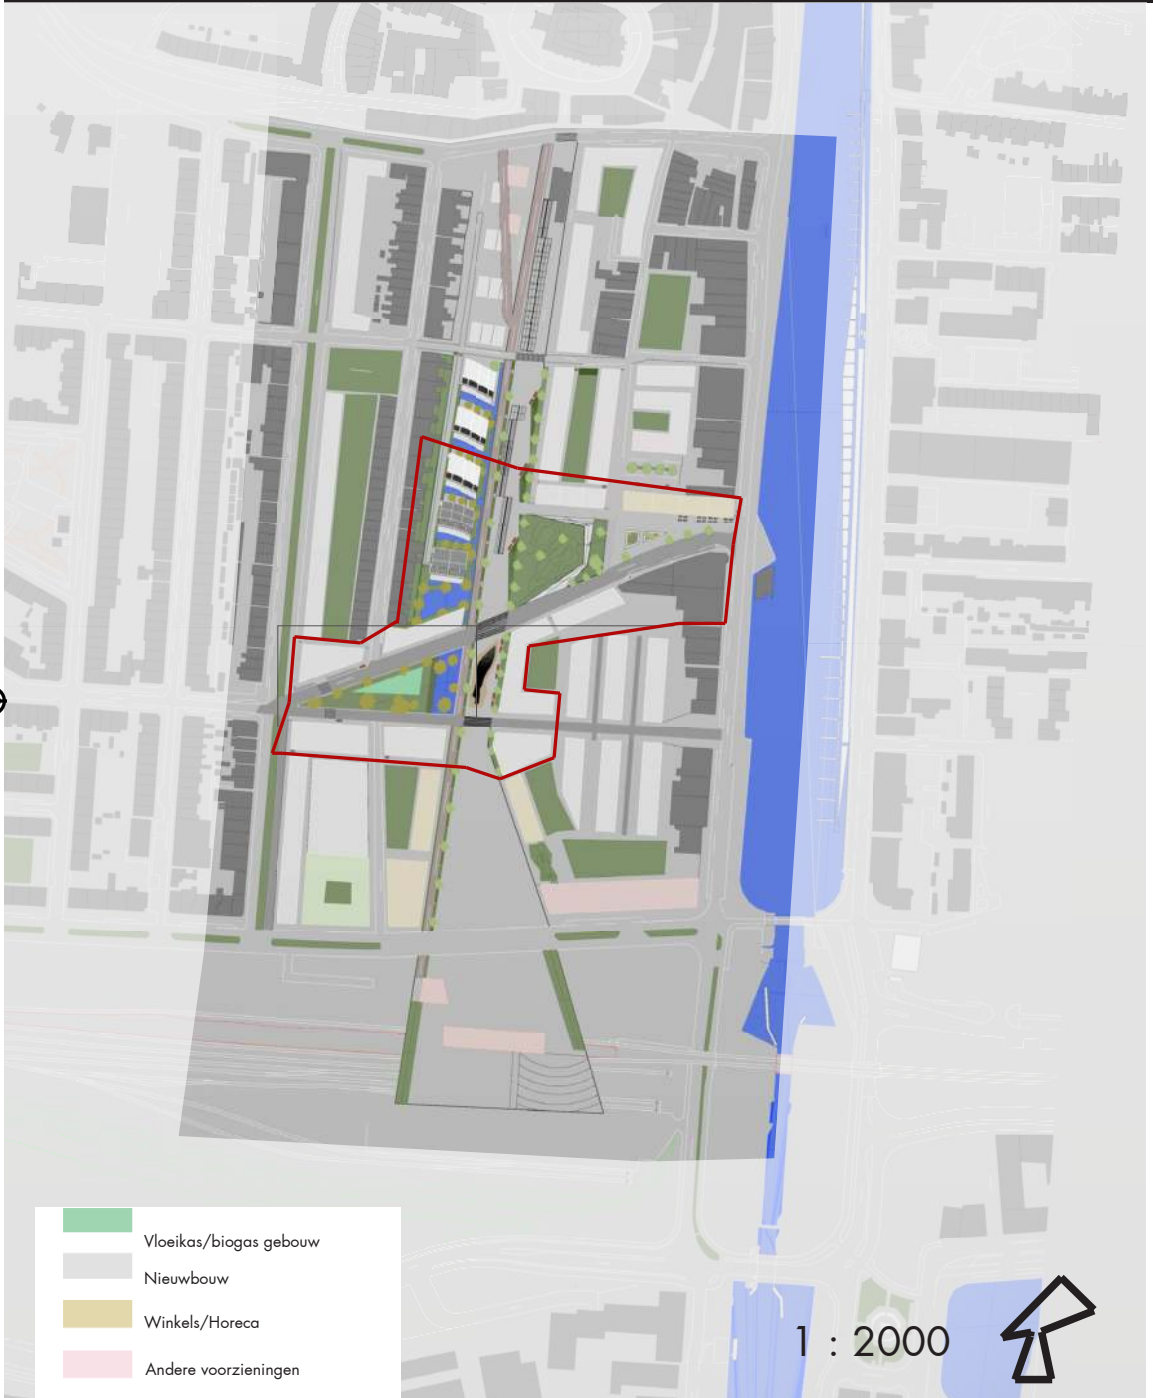 Vloeikas/biogas gebouw
Nieuwbouw
Winkels/Horeca
Andere voorzieningen
1 : 2000